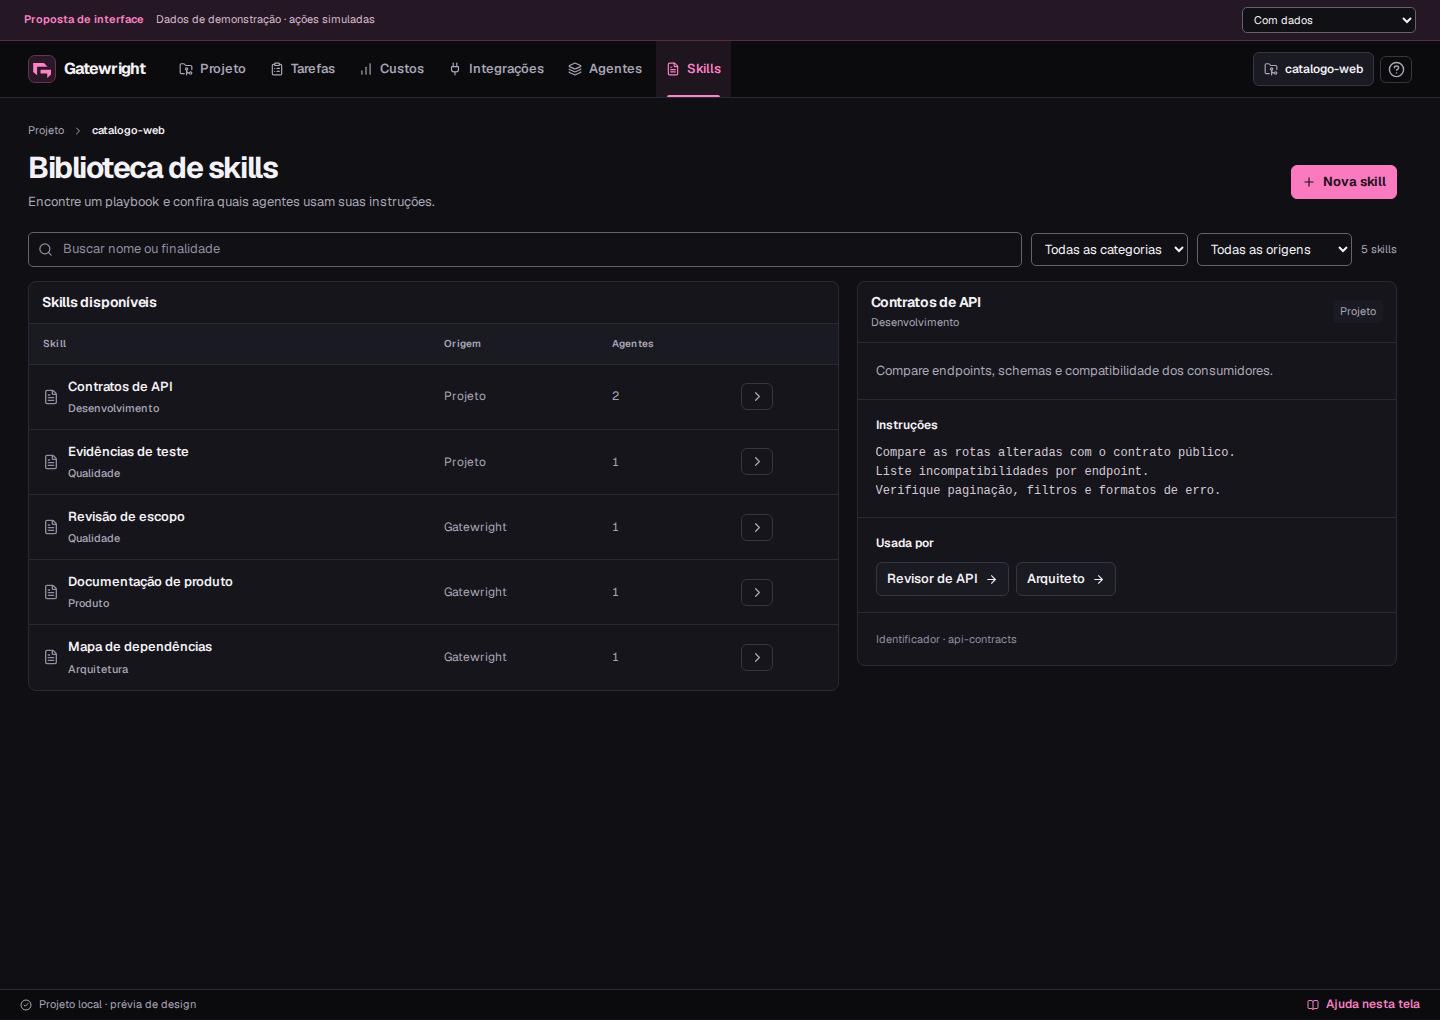 Proposta de interface Dados de demonstração · ações simuladas Com dados
Gatewright Projeto Tarefas Custos Integrações Agentes Skills catalogo-web
Projeto catalogo-web
Biblioteca de skills
Encontre um playbook e confira quais agentes usam suas instruções.
+ Nova skill
Buscar nome ou finalidade Todas as categorias Todas as origens 5 skills
Skills disponíveis
Skill Origem Agentes
Contratos de API
Desenvolvimento
Projeto 2
Evidências de teste
Qualidade
Projeto 1
Revisão de escopo
Qualidade
Gatewright 1
Documentação de produto
Produto
Gatewright 1
Mapa de dependências
Arquitetura
Gatewright 1
Contratos de API
Desenvolvimento
Projeto
Compare endpoints, schemas e compatibilidade dos consumidores.
Instruções
Compare as rotas alteradas com o contrato público.
Liste incompatibilidades por endpoint.
Verifique paginação, filtros e formatos de erro.
Usada por
Revisor de API → Arquiteto →
Identificador · api-contracts
Projeto local · prévia de design Ajuda nesta tela